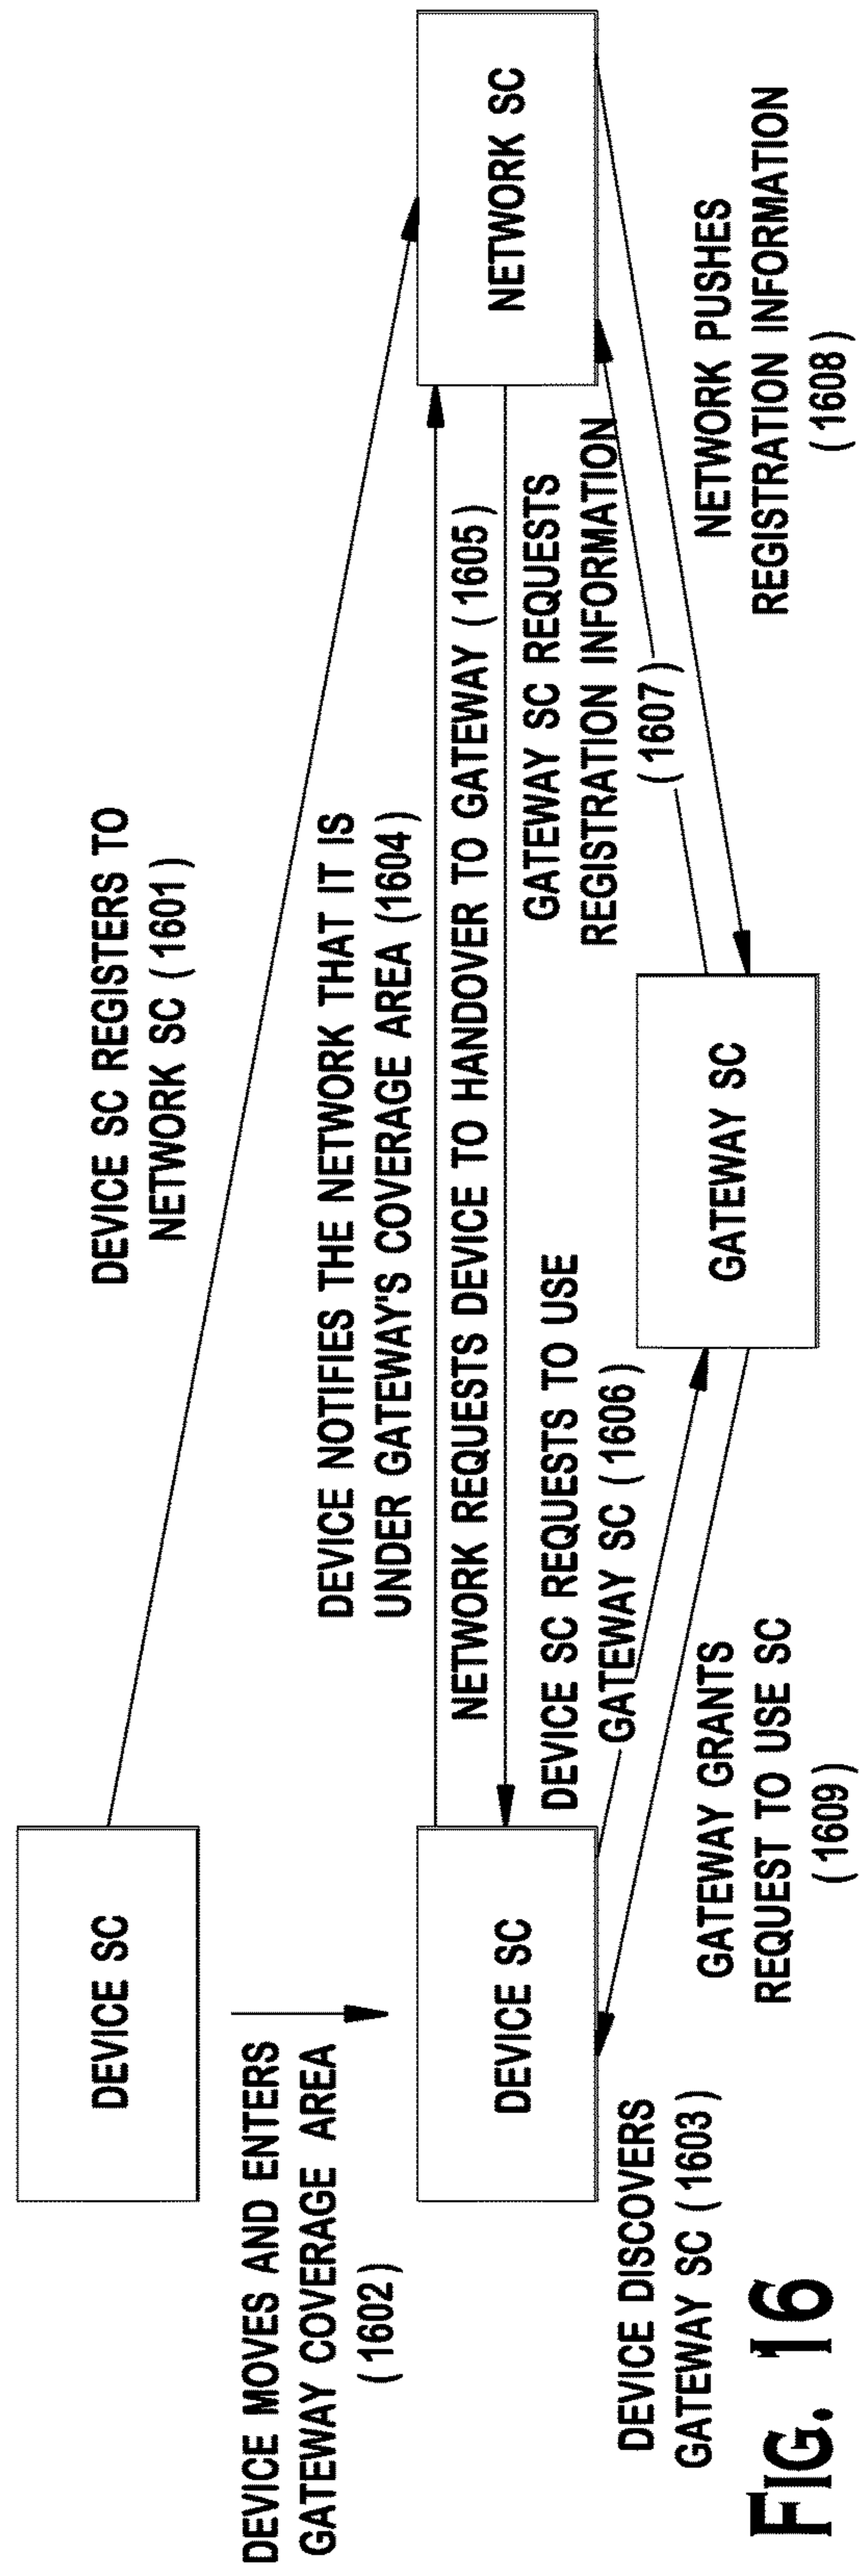 DEVICE SC REGISTERS TO
NETWORK SC (1601)
DEVICE SC
DEVICE MOVES AND ENTERS
GATEWAY COVERAGE AREA
(1602)
DEVICE NOTIFIES THE NETWORK THAT IT IS
UNDER GATEWAY'S COVERAGE AREA (1604)
NETWORK REQUESTS DEVICE TO HANDOVER TO GATEWAY (1605)
DEVICE SC
NETWORK SC
DEVICE DISCOVERS
GATEWAY SC (1603)
DEVICE SC REQUESTS TO USE
GATEWAY SC (1606)
GATEWAY SC REQUESTS
REGISTRATION INFORMATION
(1607)
GATEWAY SC
GATEWAY GRANTS
REQUEST TO USE SC
(1609)
NETWORK PUSHES
REGISTRATION INFORMATION
(1608)
FIG. 16